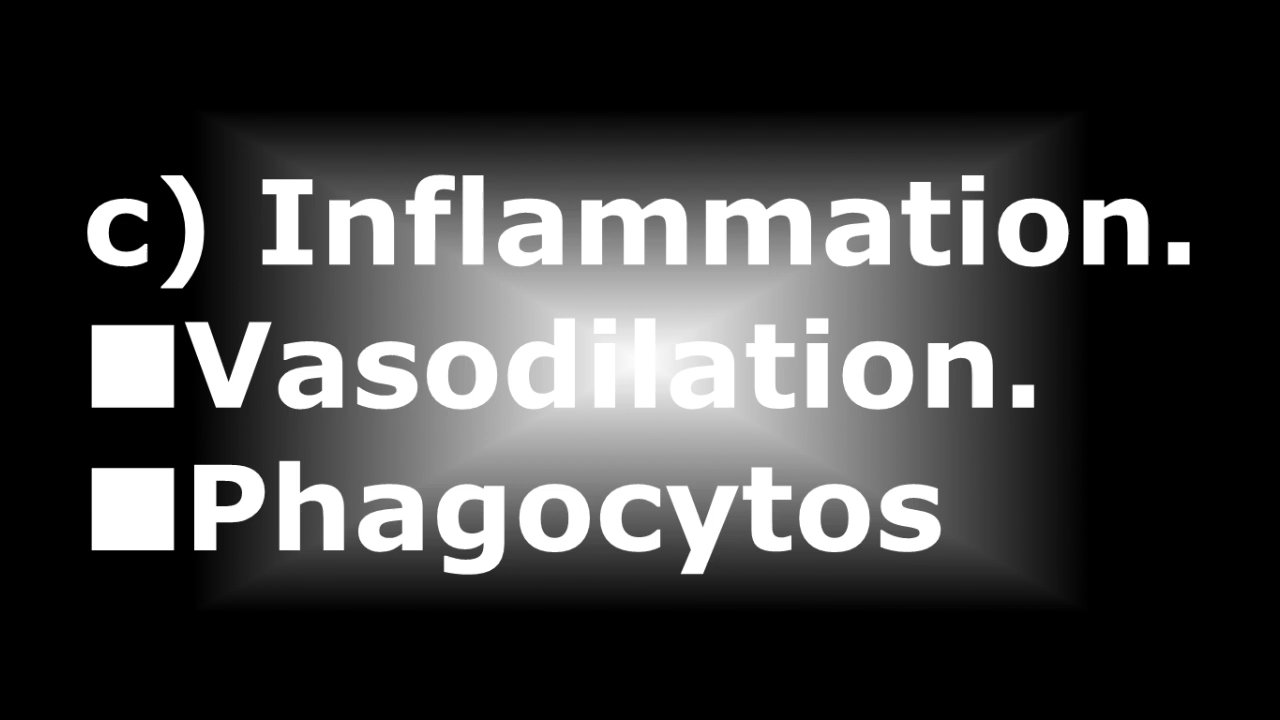 c) Inflammation.
■Vasodilation.
■Phagocytos